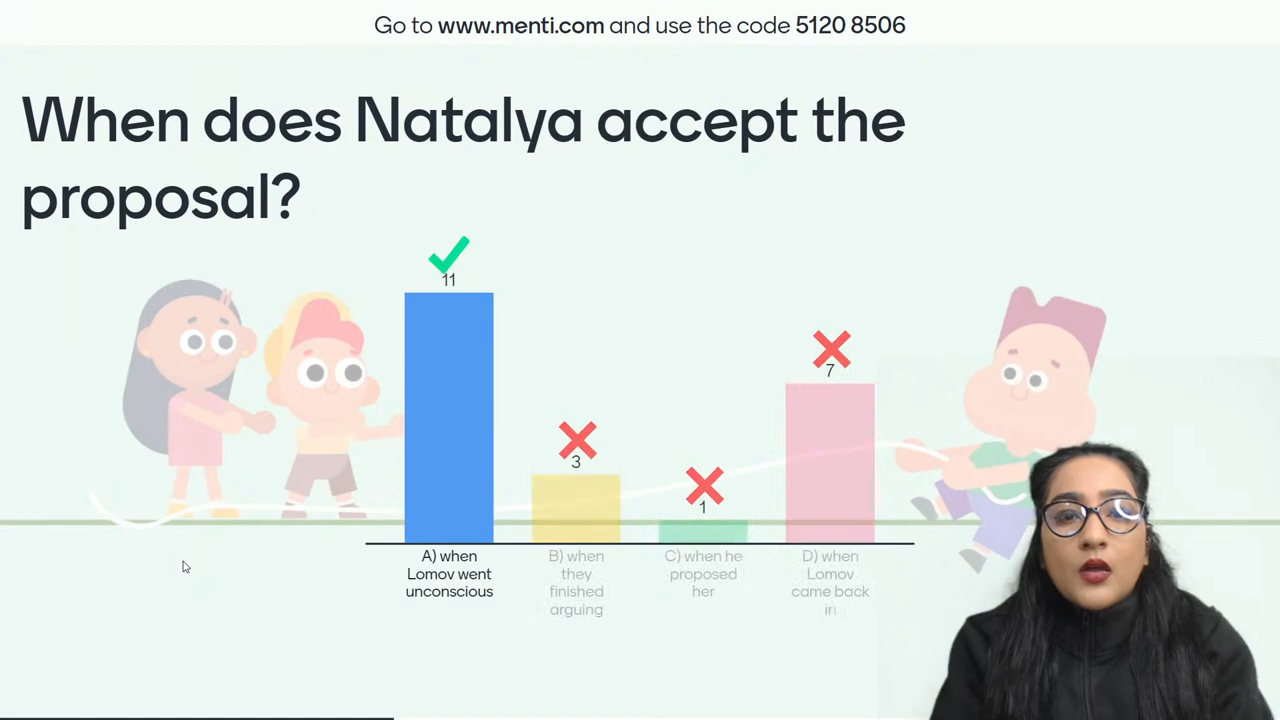 Go to www.menti.com and use the code 5120 8506
When does Natalya accept the
proposal?
11
3
1
7
A) when
Lomov went
unconscious
B) when
they
finished
arguing
C) when he
proposed
her
D) when
Lomov
came back
in